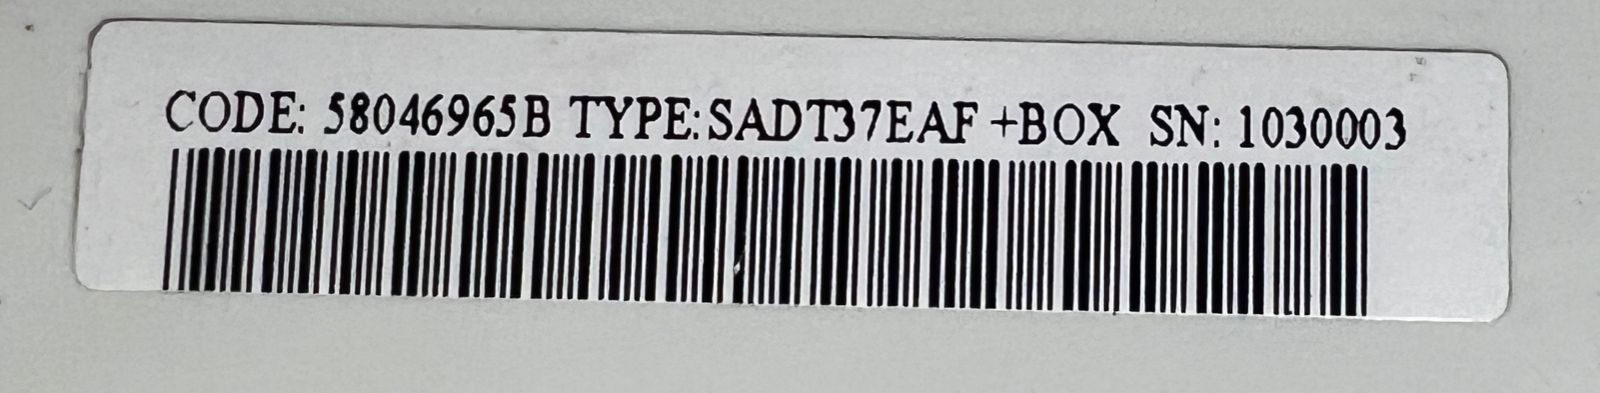 CODE: 58046965B TYPE:SADT37EAF +BOX SN: 1030003